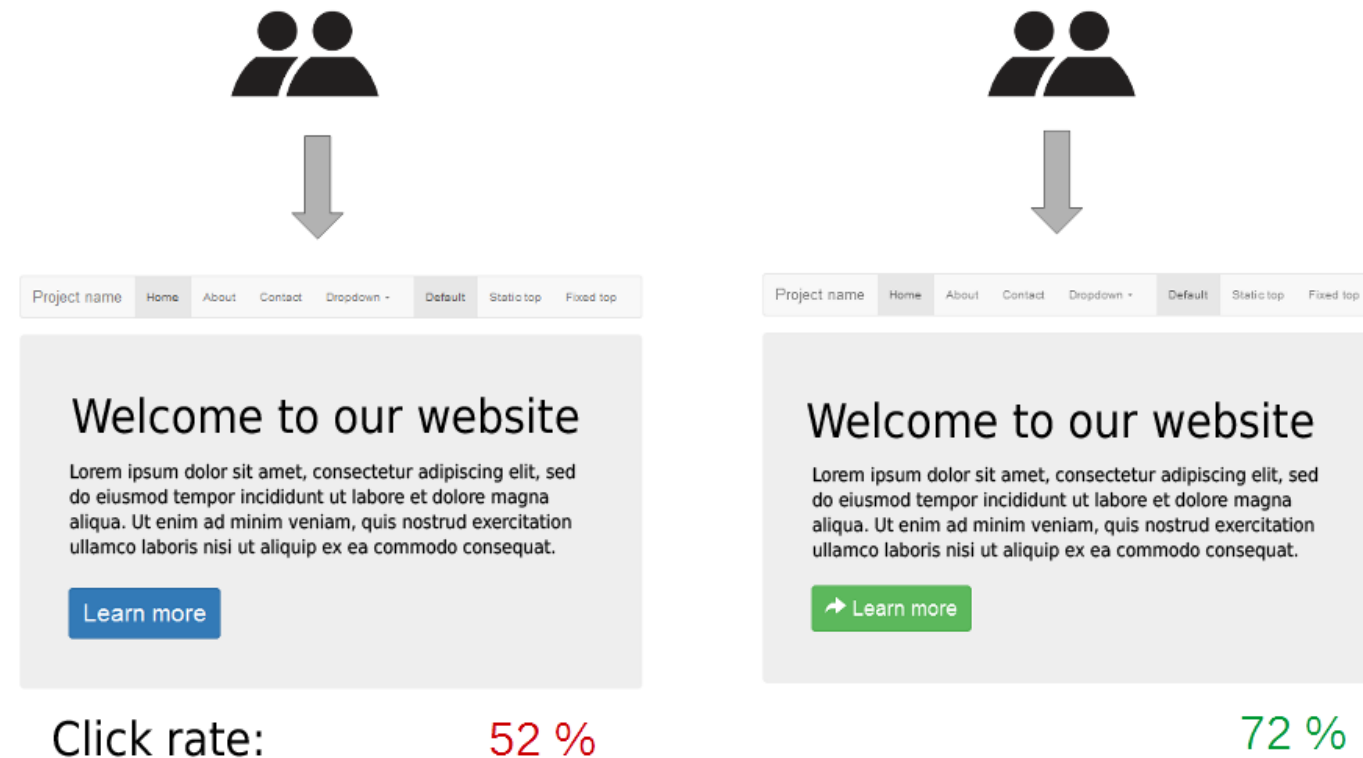 Project name Home About Contact Dropdown Default Static top Fixed top
Welcome to our website
Lorem ipsum dolor sit amet, consectetur adipiscing elit, sed
do eiusmod tempor incididunt ut labore et dolore magna
aliqua. Ut enim ad minim veniam, quis nostrud exercitation
ullamco laboris nisi ut aliquip ex ea commodo consequat.
Learn more
Click rate: 52 %
Project name Home About Contact Dropdown Default Static top Fixed top
Welcome to our website
Lorem ipsum dolor sit amet, consectetur adipiscing elit, sed
do eiusmod tempor incididunt ut labore et dolore magna
aliqua. Ut enim ad minim veniam, quis nostrud exercitation
ullamco laboris nisi ut aliquip ex ea commodo consequat.
Learn more
72 %